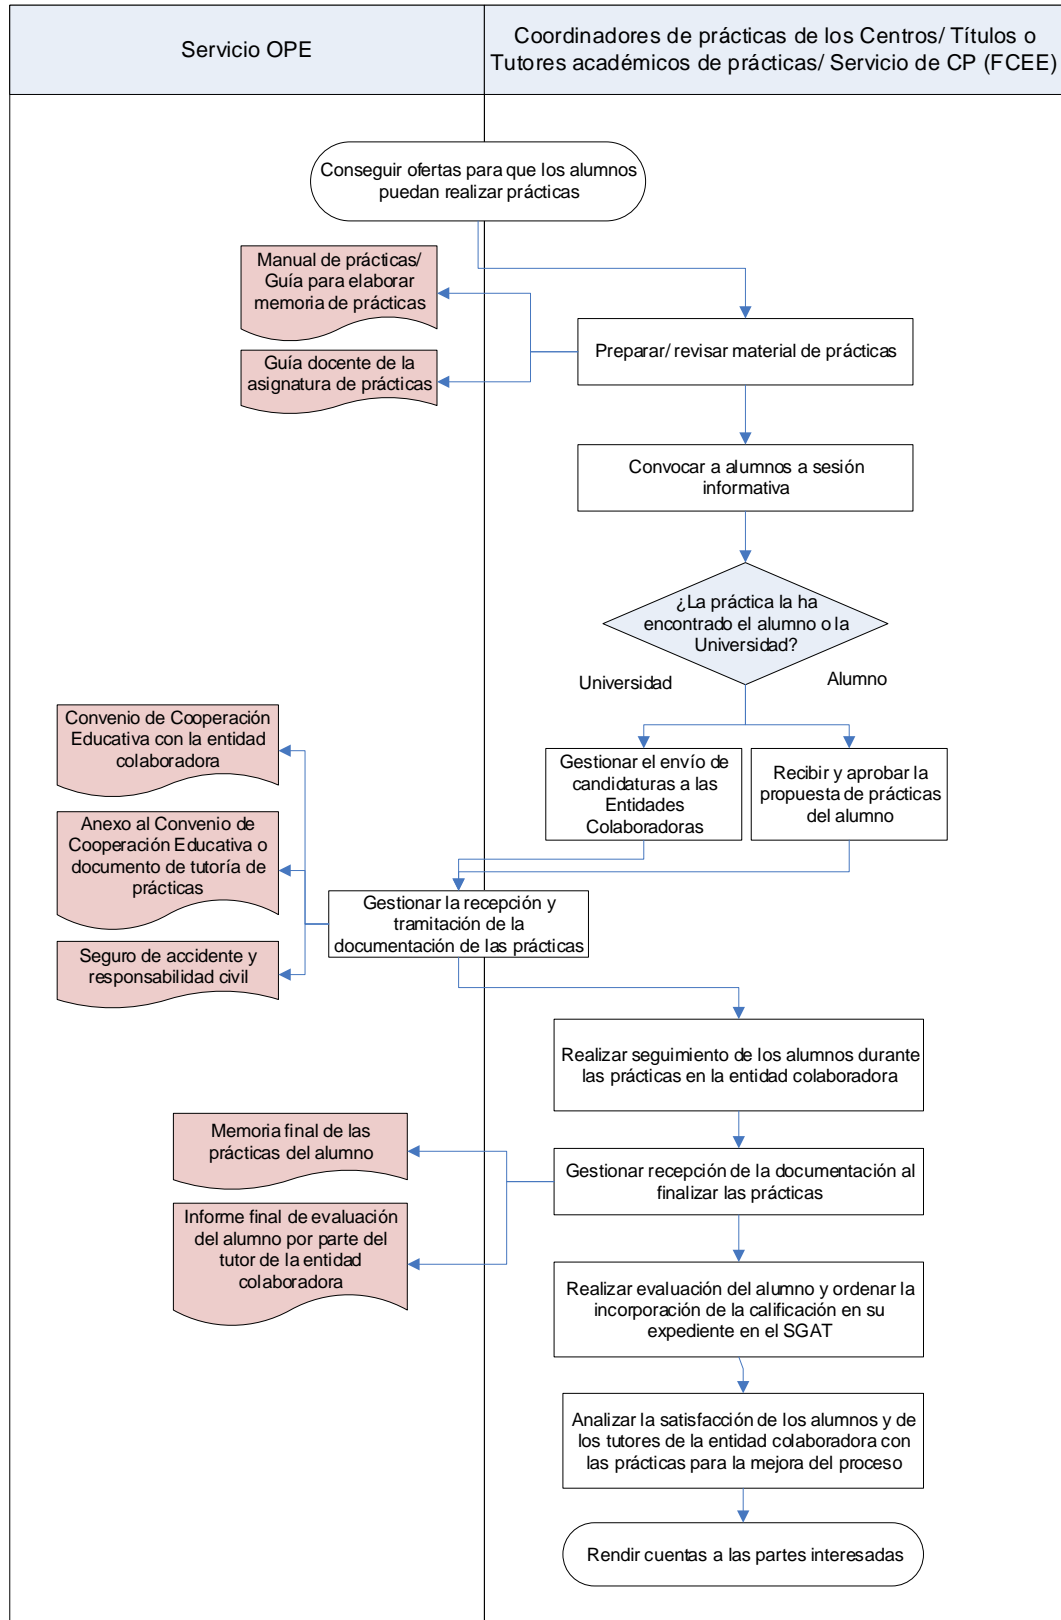 Servicio OPE
Coordinadores de prácticas de los Centros/ Títulos o
Tutores académicos de prácticas/ Servicio de CP (FCEE)
Conseguir ofertas para que los alumnos
puedan realizar prácticas
Manual de prácticas/
Guía para elaborar
memoria de prácticas
Preparar/ revisar material de prácticas
Guía docente de la
asignatura de prácticas
Convocar a alumnos a sesión
informativa
¿La práctica la ha
encontrado el alumno o la
Universidad?
Universidad
Alumno
Convenio de Cooperación
Educativa con la entidad
colaboradora
Gestionar el envío de
candidaturas a las
Entidades
Colaboradoras
Recibir y aprobar la
propuesta de prácticas
del alumno
Anexo al Convenio de
Cooperación Educativa o
documento de tutoría de
prácticas
Gestionar la recepción y
tramitación de la
documentación de las prácticas
Seguro de accidente y
responsabilidad civil
Realizar seguimiento de los alumnos durante
las prácticas en la entidad colaboradora
Memoria final de las
prácticas del alumno
Gestionar recepción de la documentación al
finalizar las prácticas
Informe final de evaluación
del alumno por parte del
tutor de la entidad
colaboradora
Realizar evaluación del alumno y ordenar la
incorporación de la calificación en su
expediente en el SGAT
Analizar la satisfacción de los alumnos y de
los tutores de la entidad colaboradora con
las prácticas para la mejora del proceso
Rendir cuentas a las partes interesadas